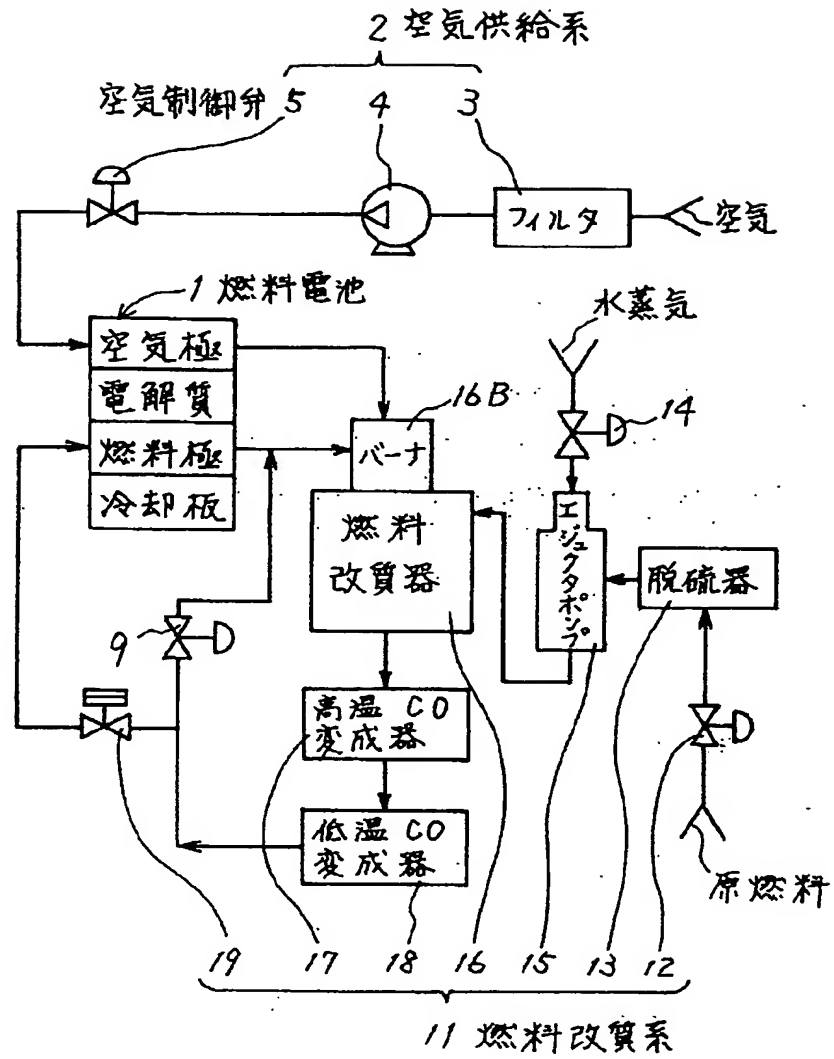 2 空気供給系
空気制御弁 5 4 3
フィルタ
空気
1 燃料電池
空気極
電解質
燃料極
冷却板
水蒸気
16B
14
バーナ
燃料
改質器
エジェクタポンプ
脱硫器
9
高温CO
変成器
低温CO
変成器
原燃料
19 17 18 16 15 13 12
11 燃料改質系